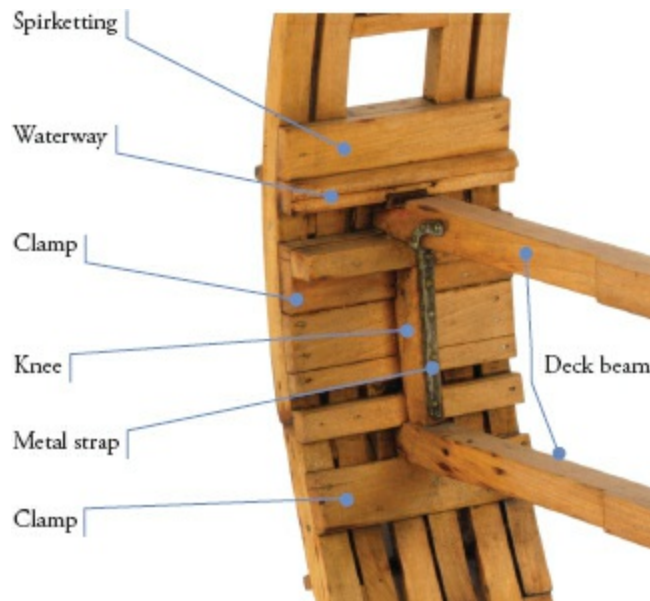 Spirketting
Waterway
Clamp
Knee
Deck beam
Metal strap
Clamp